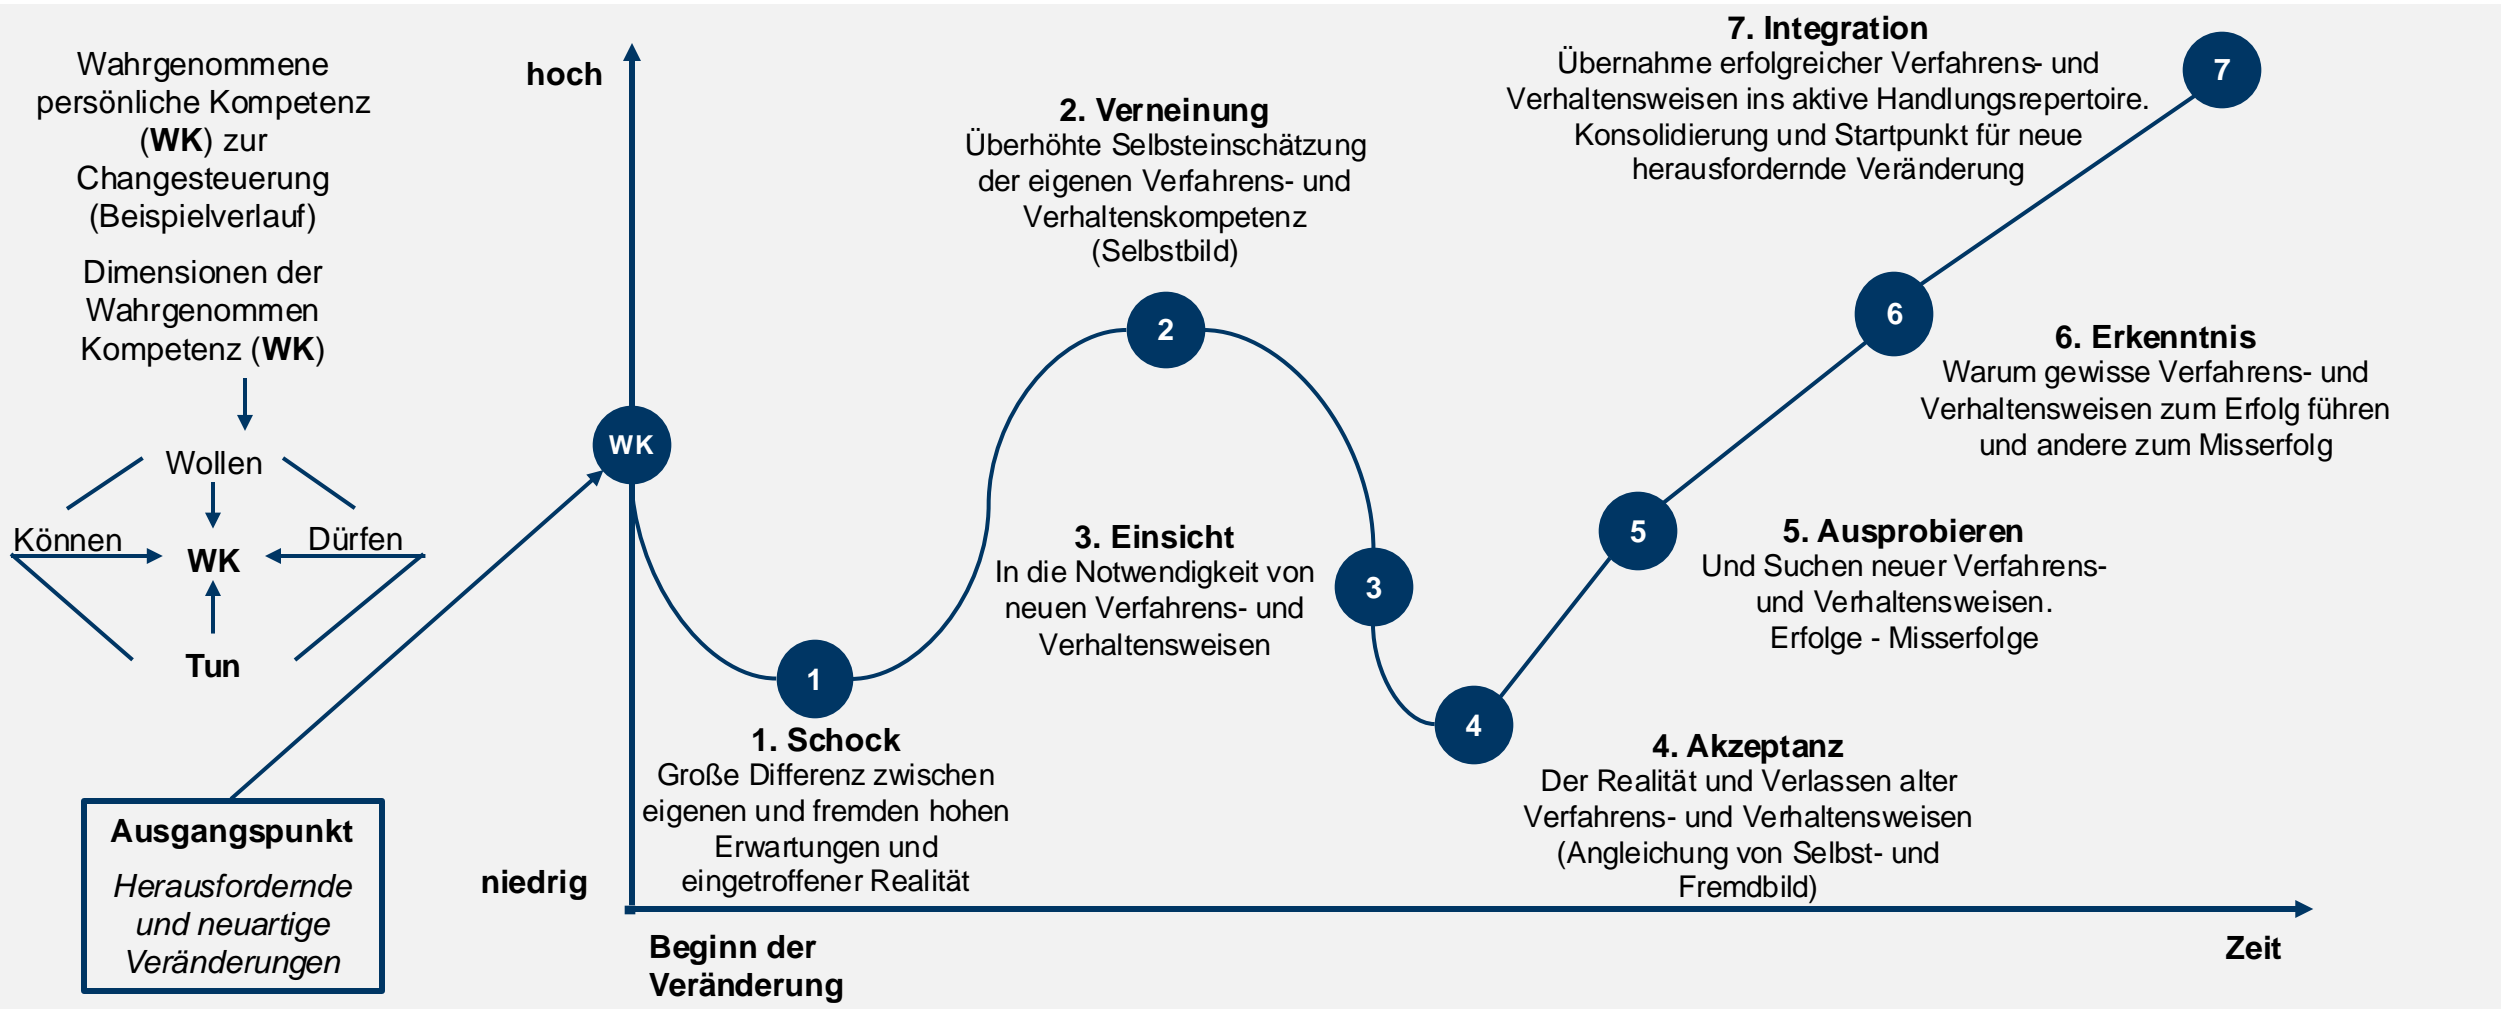 Wahrgenommene
persönliche Kompetenz
(WK) zur
Changesteuerung
(Beispielverlauf)
Dimensionen der
Wahrgenommen
Kompetenz (WK)
Wollen
Können
Dürfen
WK
Tun
Ausgangspunkt
Herausfordernde
und neuartige
Veränderungen
hoch
niedrig
WK
1
1. Schock
Große Differenz zwischen
eigenen und fremden hohen
Erwartungen und
eingetroffener Realität
2. Verneinung
Überhöhte Selbsteinschätzung
der eigenen Verfahrens- und
Verhaltenskompetenz
(Selbstbild)
2
3. Einsicht
In die Notwendigkeit von
neuen Verfahrens- und
Verhaltensweisen
3
4
4. Akzeptanz
Der Realität und Verlassen alter
Verfahrens- und Verhaltensweisen
(Angleichung von Selbst- und
Fremdbild)
5
5. Ausprobieren
Und Suchen neuer Verfahrens-
und Verhaltensweisen.
Erfolge - Misserfolge
6
6. Erkenntnis
Warum gewisse Verfahrens- und
Verhaltensweisen zum Erfolg führen
und andere zum Misserfolg
7. Integration
Übernahme erfolgreicher Verfahrens- und
Verhaltensweisen ins aktive Handlungsrepertoire.
Konsolidierung und Startpunkt für neue
herausfordernde Veränderung
7
Beginn der
Veränderung
Zeit